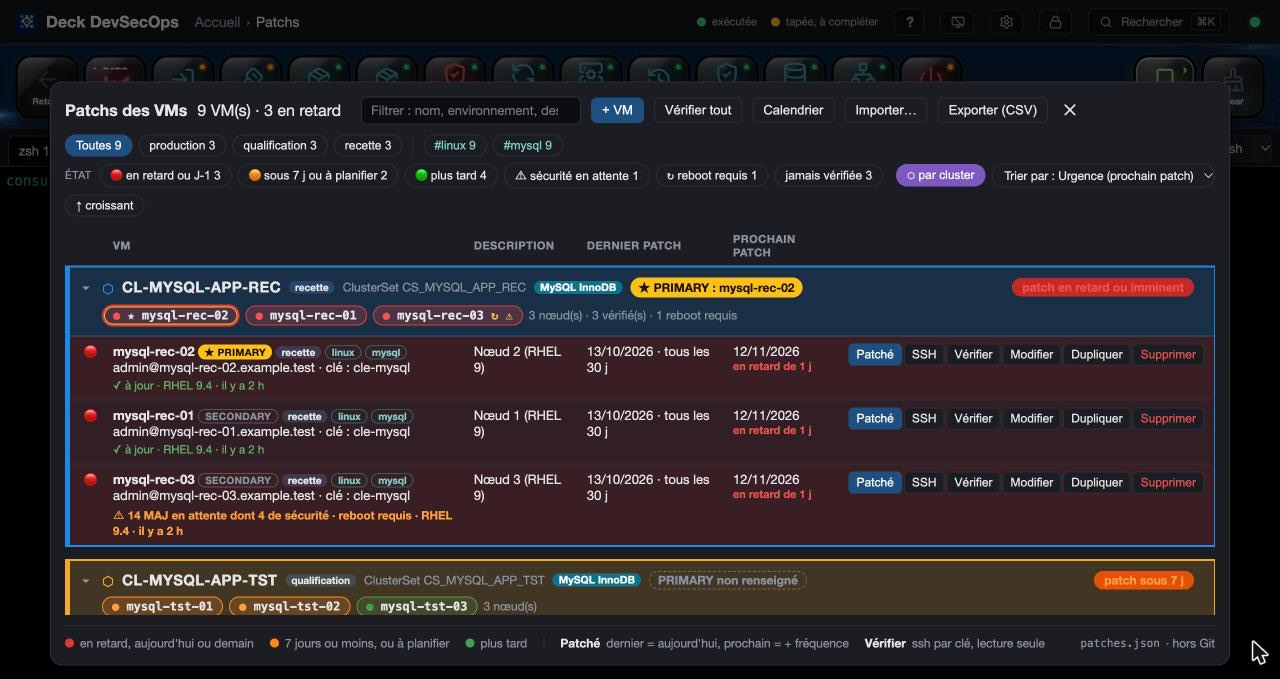 Deck DevSecOps Accueil › Patchs exécutée tapée, à compléter ? Rechercher ⌘K
zsh 1
Patchs des VMs 9 VM(s) · 3 en retard Filtrer : nom, environnement, des + VM Vérifier tout Calendrier Importer… Exporter (CSV) ✕
Toutes 9 production 3 qualification 3 recette 3 #linux 9 #mysql 9
ÉTAT en retard ou J-1 3 sous 7 j ou à planifier 2 plus tard 4 ⚠ sécurité en attente 1 ↻ reboot requis 1 jamais vérifiée 3 ⬡ par cluster Trier par : Urgence (prochain patch)
↑ croissant
VM DESCRIPTION DERNIER PATCH PROCHAIN PATCH
CL-MYSQL-APP-REC recette ClusterSet CS_MYSQL_APP_REC MySQL InnoDB ★ PRIMARY : mysql-rec-02 patch en retard ou imminent
★ mysql-rec-02 mysql-rec-01 mysql-rec-03 ↻ ⚠ 3 nœud(s) · 3 vérifié(s) · 1 reboot requis
mysql-rec-02 ★ PRIMARY recette linux mysql Nœud 2 (RHEL 9) 13/10/2026 · tous les 30 j 12/11/2026 Patché SSH Vérifier Modifier Dupliquer Supprimer
admin@mysql-rec-02.example.test · clé : cle-mysql en retard de 1 j
✓ à jour · RHEL 9.4 · il y a 2 h
mysql-rec-01 SECONDARY recette linux mysql Nœud 1 (RHEL 9) 13/10/2026 · tous les 30 j 12/11/2026 Patché SSH Vérifier Modifier Dupliquer Supprimer
admin@mysql-rec-01.example.test · clé : cle-mysql en retard de 1 j
✓ à jour · RHEL 9.4 · il y a 2 h
mysql-rec-03 SECONDARY recette linux mysql Nœud 3 (RHEL 9) 13/10/2026 · tous les 30 j 12/11/2026 Patché SSH Vérifier Modifier Dupliquer Supprimer
admin@mysql-rec-03.example.test · clé : cle-mysql en retard de 1 j
⚠ 14 MAJ en attente dont 4 de sécurité · reboot requis · RHEL
9.4 · il y a 2 h
CL-MYSQL-APP-TST qualification ClusterSet CS_MYSQL_APP_TST MySQL InnoDB PRIMARY non renseigné patch sous 7 j
mysql-tst-01 mysql-tst-02 mysql-tst-03 3 nœud(s)
en retard, aujourd'hui ou demain 7 jours ou moins, ou à planifier plus tard Patché dernier = aujourd'hui, prochain = + fréquence Vérifier ssh par clé, lecture seule patches.json · hors Git